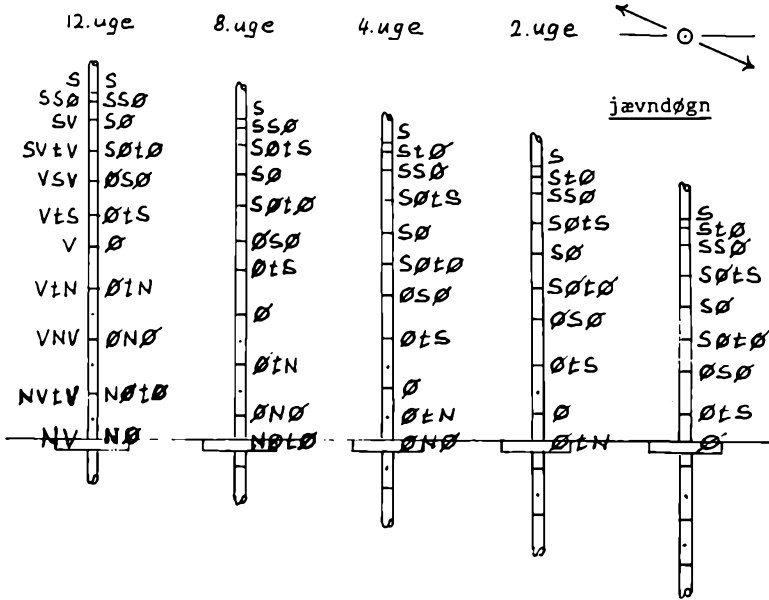 12.uge
S S
SSØ SSØ
SV SØ
SVtV SØtØ
VSV ØSØ
VtS ØtS
V Ø
VtN ØtN
VNV ØNØ
NVtV NØtØ
NV NØ
8.uge
S
SSØ
SØtS
SØ
SØtØ
ØSØ
ØtS
Ø
ØtN
ØNØ
NØtØ
4.uge
S
StØ
SSØ
SØtS
SØ
SØtØ
ØSØ
ØtS
Ø
ØtN
ØNØ
2.uge
S
StØ
SSØ
SØtS
SØ
SØtØ
ØSØ
ØtS
Ø
ØtN
jævndøgn
S
StØ
SSØ
SØtS
SØ
SØtØ
ØSØ
ØtS
Ø